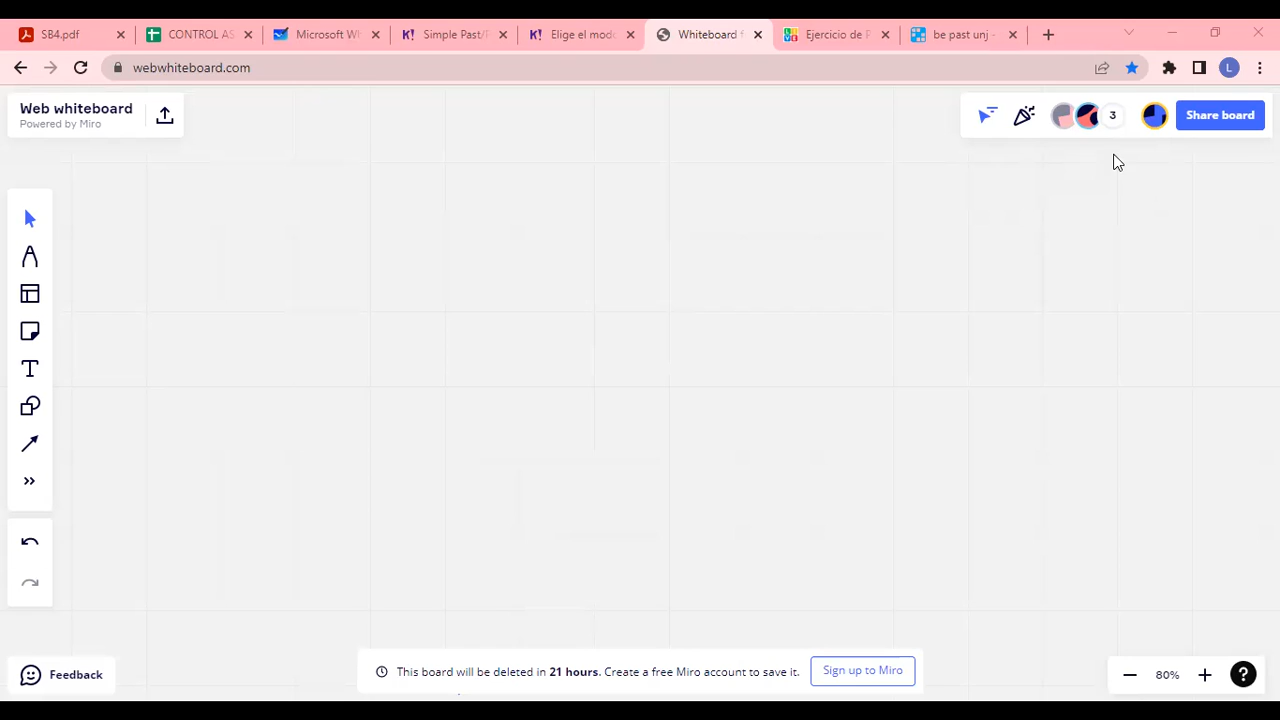 SB4.pdf
CONTROL AS
Microsoft Wh
Simple Past/P
Elige el modo
Whiteboard f
Ejercicio de P
be past unj -
webwhiteboard.com
L
Web whiteboard
Powered by Miro
3
Share board
T
Feedback
This board will be deleted in 21 hours. Create a free Miro account to save it.
Sign up to Miro
80%
?